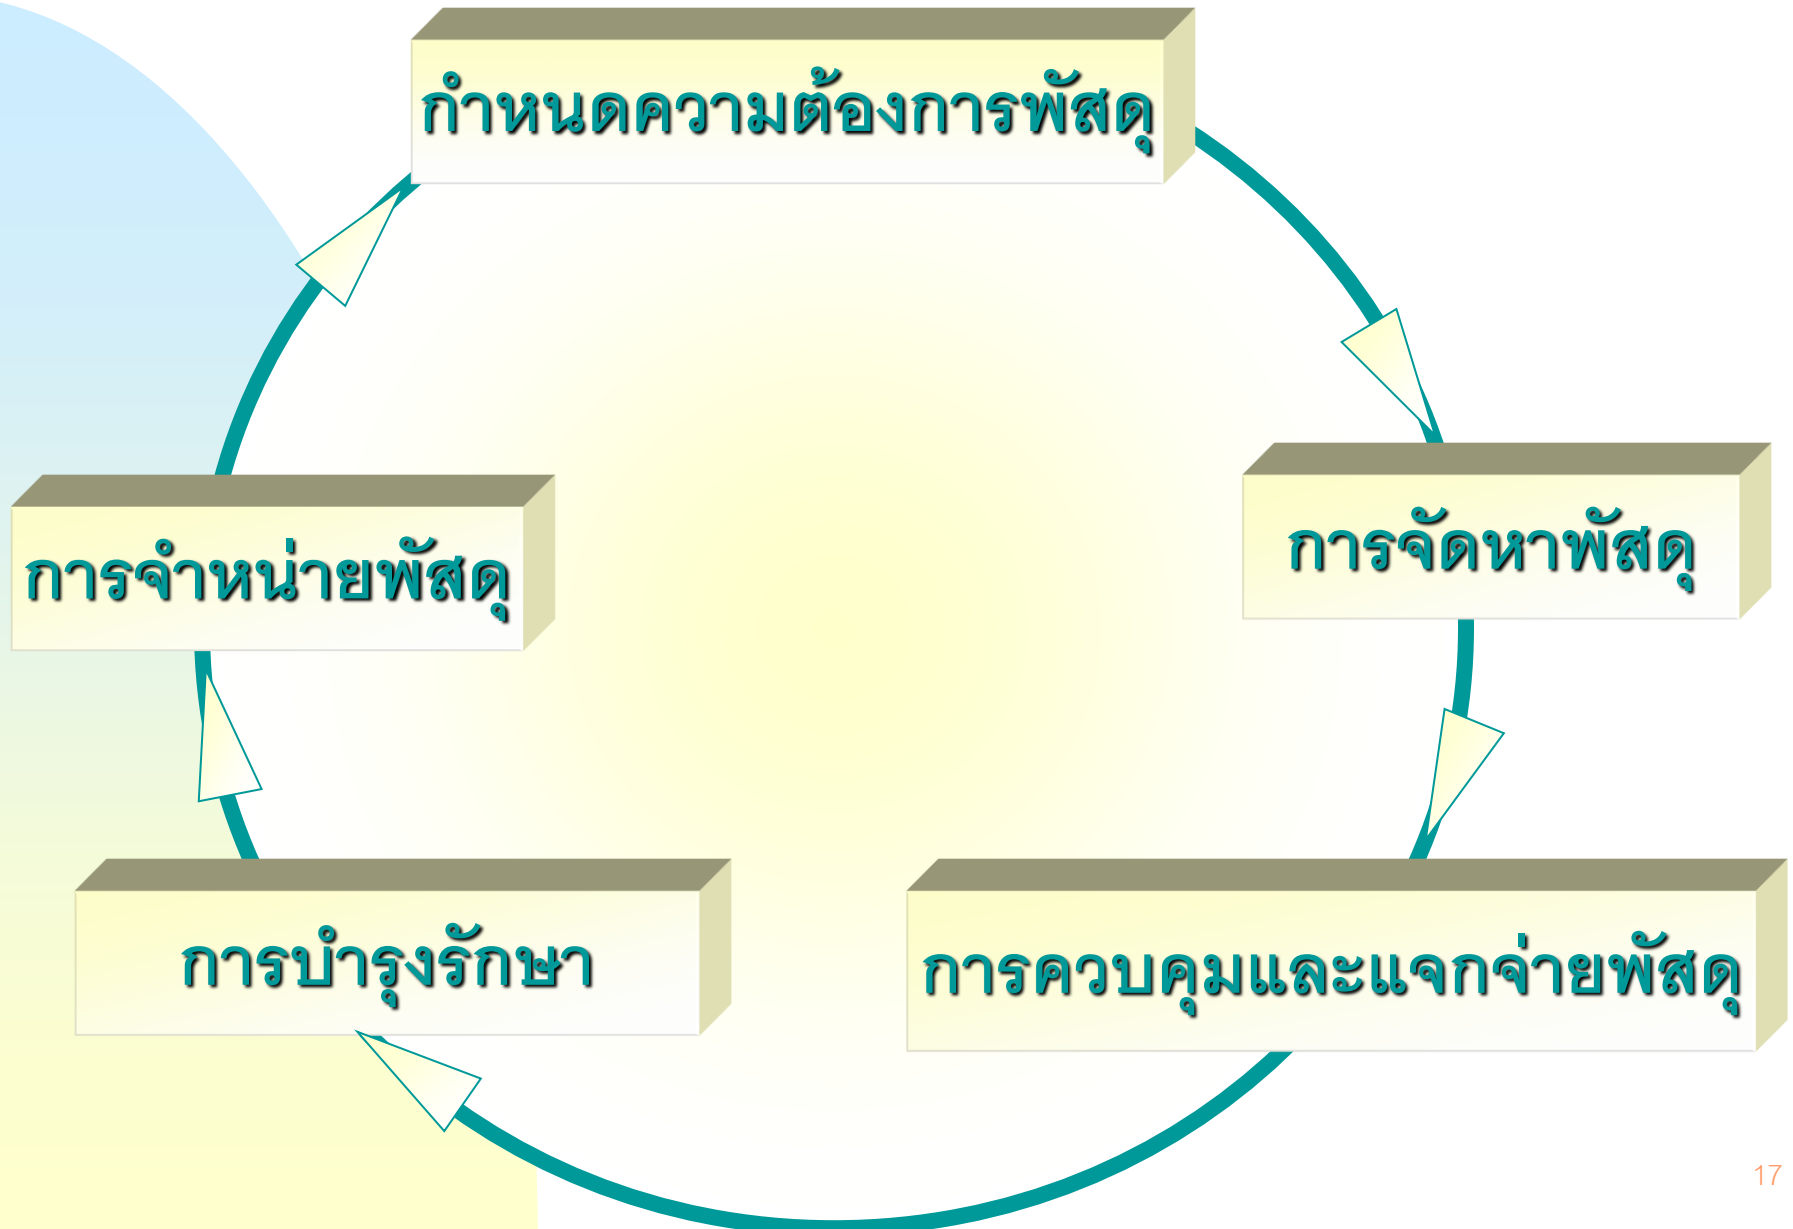 กำหนดความต้องการพัสดุ
การจัดหาพัสดุ
การควบคุมและแจกจ่ายพัสดุ
การบำรุงรักษา
การจำหน่ายพัสดุ
17